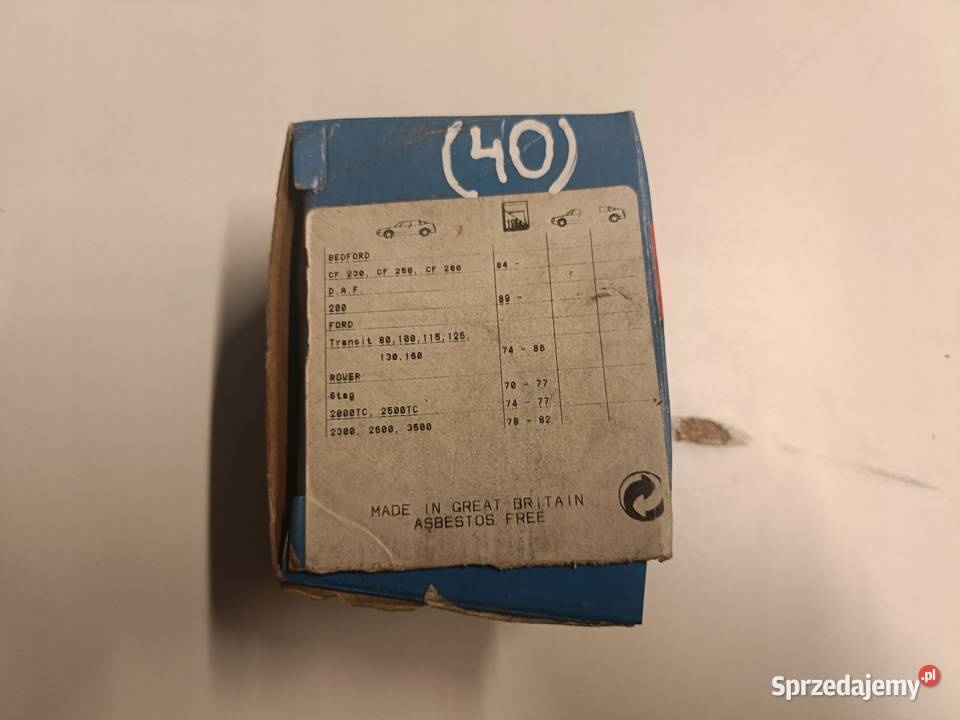 (40)
BEDFORD
CF 230, CF 250, CF 280 84 -
D.A.F.
200 89 -
FORD
Transit 80,100,115,125,
130,160 74 - 86
ROVER
Stag 70 - 77
2000TC, 2500TC 74 - 77
2300, 2600, 3500 78 - 82
MADE IN GREAT BRITAIN
ASBESTOS FREE
Sprzedajemy.pl